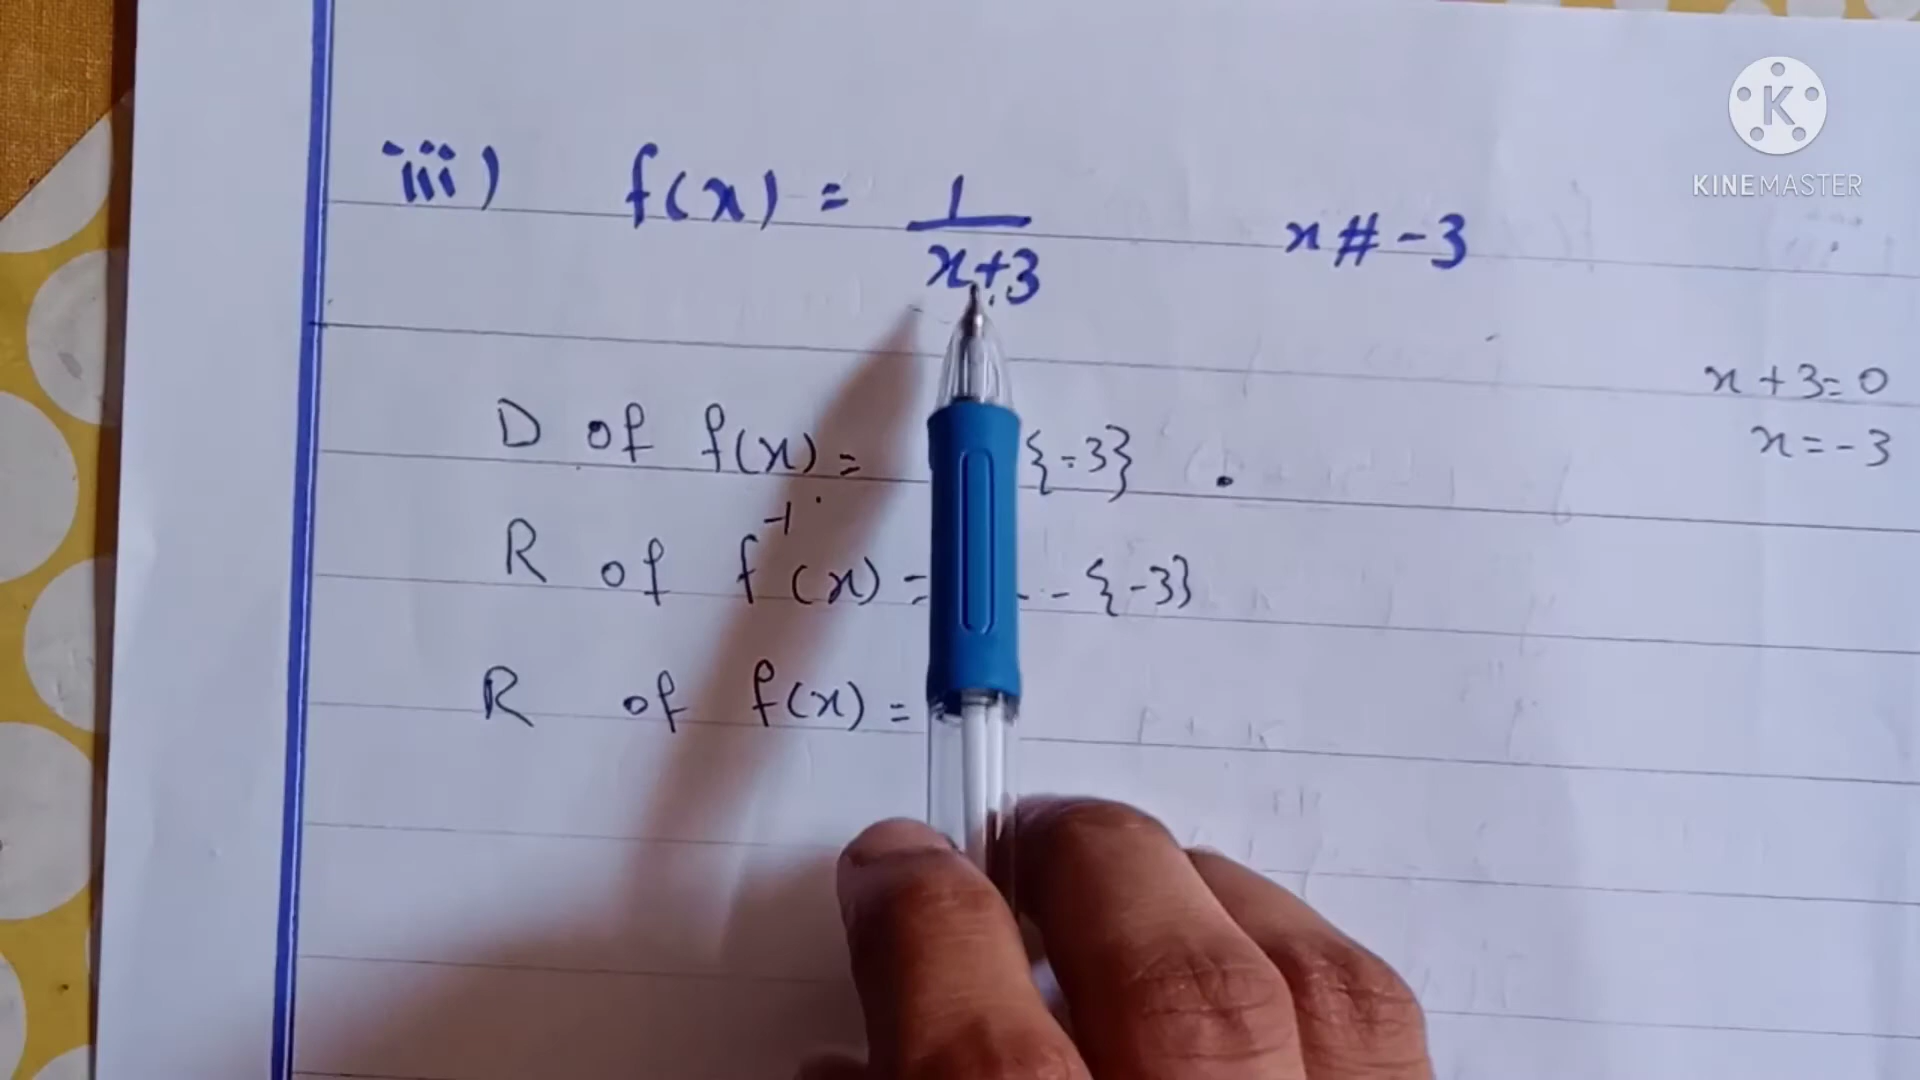 KINEMASTER
iii) f(x) = 1/x+3 x # -3
x + 3 = 0
x = -3
D of f(x) = {-3}
R of f⁻¹(x) = - {-3}
R of f(x) =